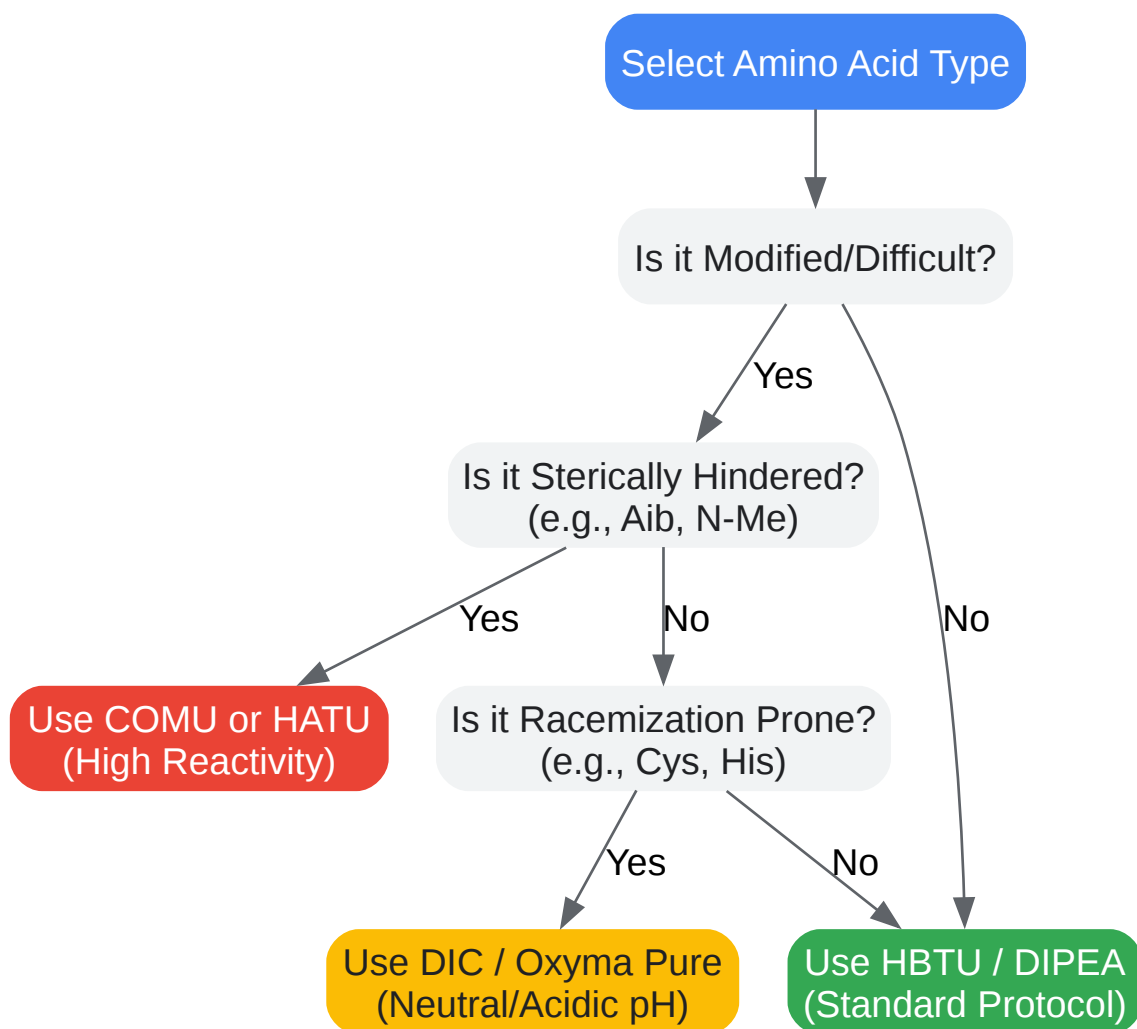 Select Amino Acid Type
Is it Modified/Difficult?
Yes
Is it Sterically Hindered?
(e.g., Aib, N-Me)
Yes
No
No
Use COMU or HATU
(High Reactivity)
Is it Racemization Prone?
(e.g., Cys, His)
Yes
No
Use DIC / Oxyma Pure
(Neutral/Acidic pH)
Use HBTU / DIPEA
(Standard Protocol)